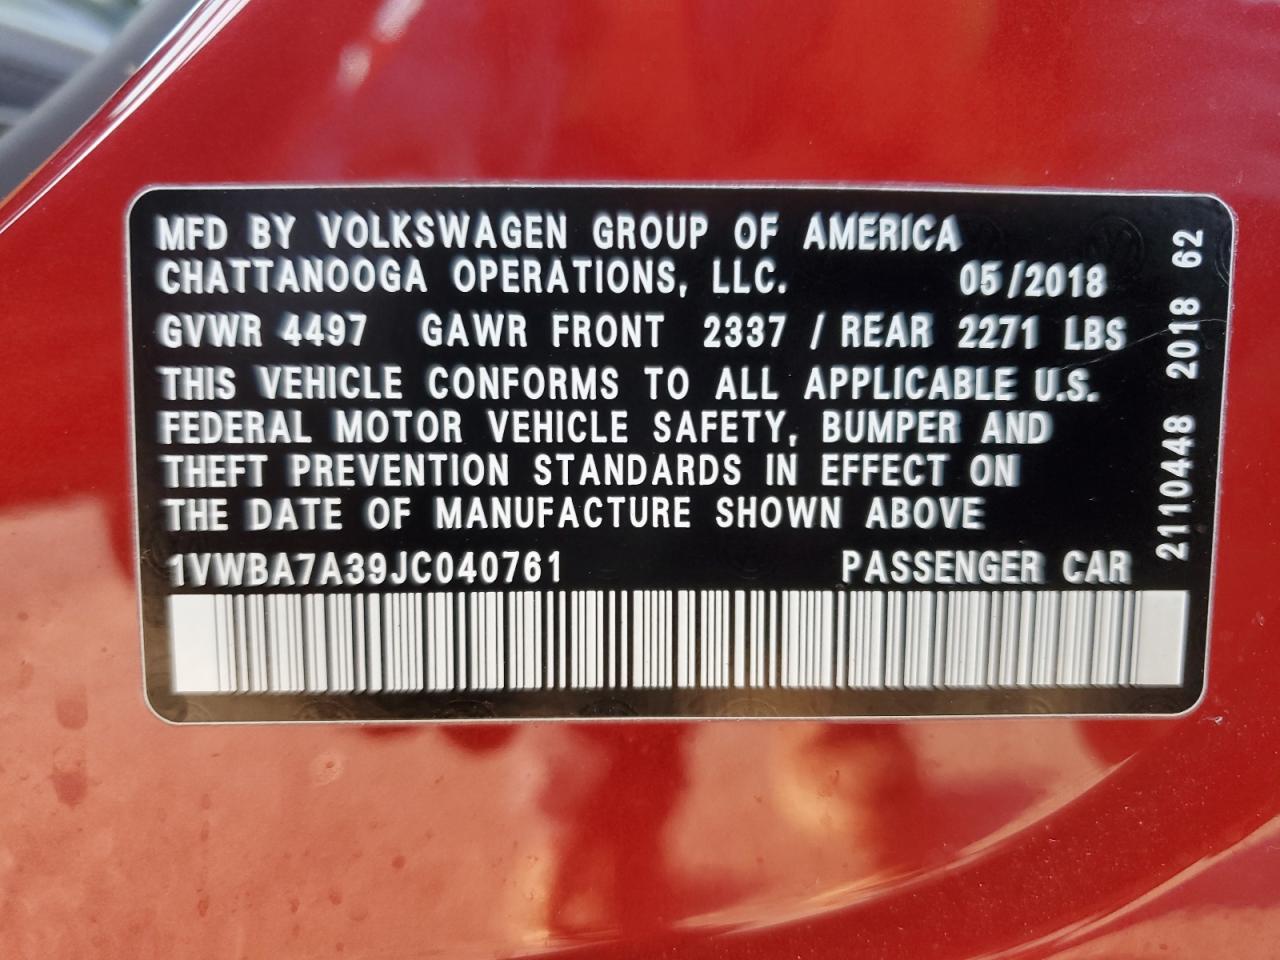 MFD BY VOLKSWAGEN GROUP OF AMERICA
CHATTANOOGA OPERATIONS, LLC. 05/2018
GVWR 4497 GAWR FRONT 2337 / REAR 2271 LBS
THIS VEHICLE CONFORMS TO ALL APPLICABLE U.S.
FEDERAL MOTOR VEHICLE SAFETY, BUMPER AND
THEFT PREVENTION STANDARDS IN EFFECT ON
THE DATE OF MANUFACTURE SHOWN ABOVE
1VWBA7A39JC040761 PASSENGER CAR
2110448 2018 62